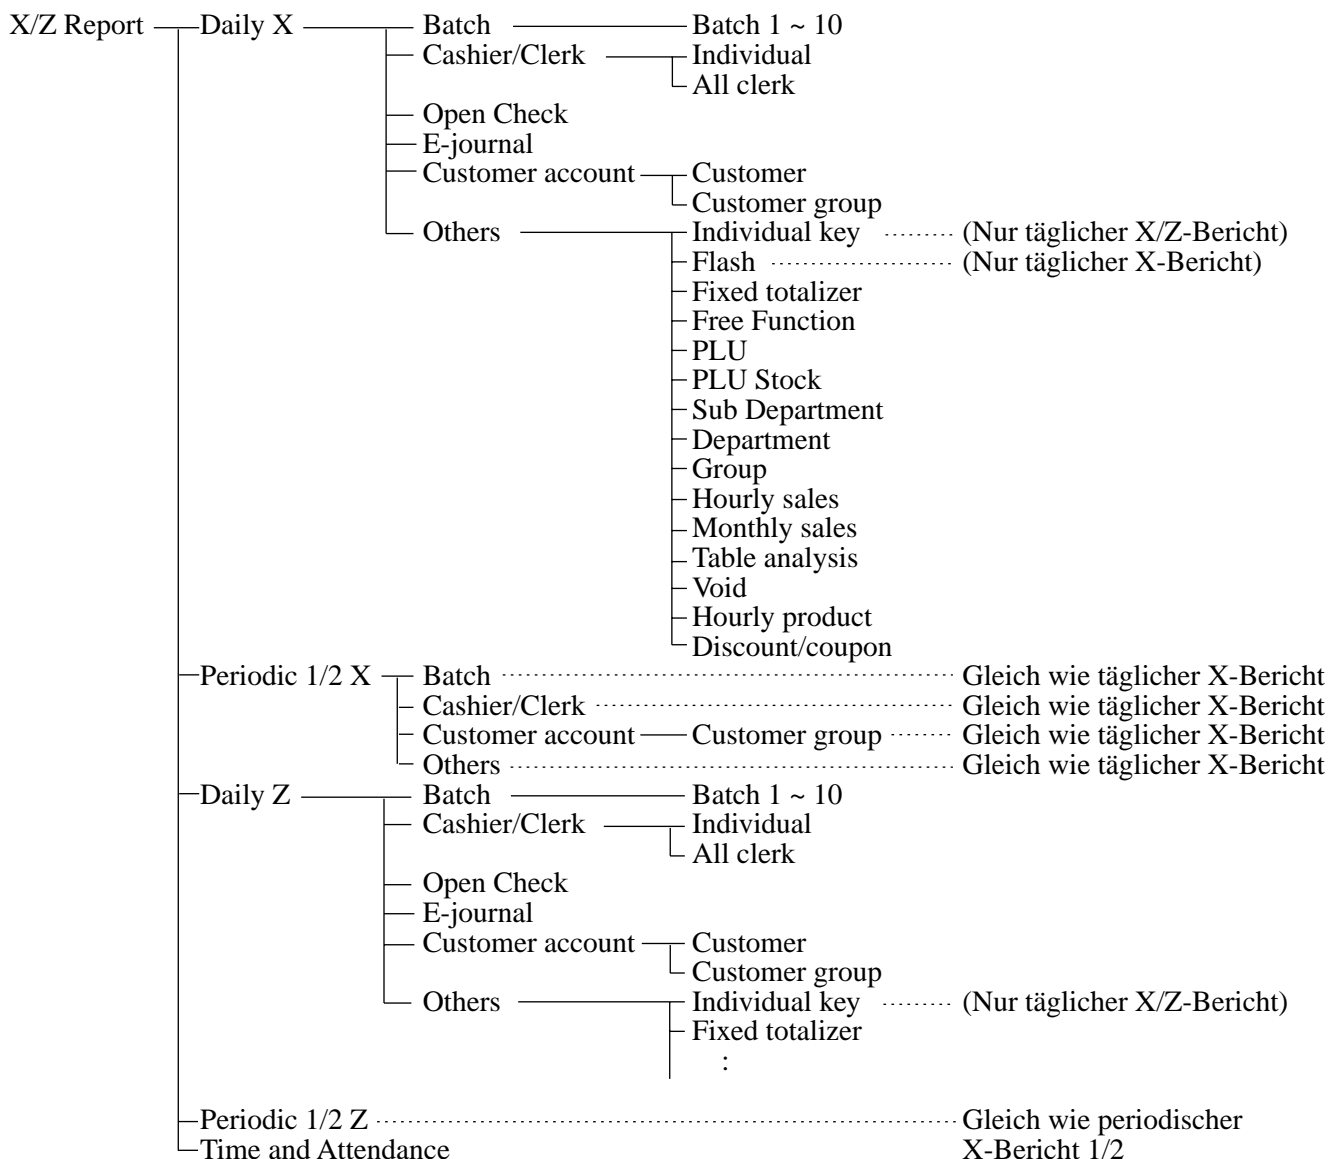 X/Z Report Daily X Batch Batch 1 ~ 10
Cashier/Clerk Individual
All clerk
Open Check
E-journal
Customer account Customer
Customer group
Others Individual key (Nur täglicher X/Z-Bericht)
Flash (Nur täglicher X-Bericht)
Fixed totalizer
Free Function
PLU
PLU Stock
Sub Department
Department
Group
Hourly sales
Monthly sales
Table analysis
Void
Hourly product
Discount/coupon
Periodic 1/2 X Batch Gleich wie täglicher X-Bericht
Cashier/Clerk Gleich wie täglicher X-Bericht
Customer account Customer group Gleich wie täglicher X-Bericht
Others Gleich wie täglicher X-Bericht
Daily Z Batch Batch 1 ~ 10
Cashier/Clerk Individual
All clerk
Open Check
E-journal
Customer account Customer
Customer group
Others Individual key (Nur täglicher X/Z-Bericht)
Fixed totalizer
:
Periodic 1/2 Z Gleich wie periodischer
Time and Attendance X-Bericht 1/2